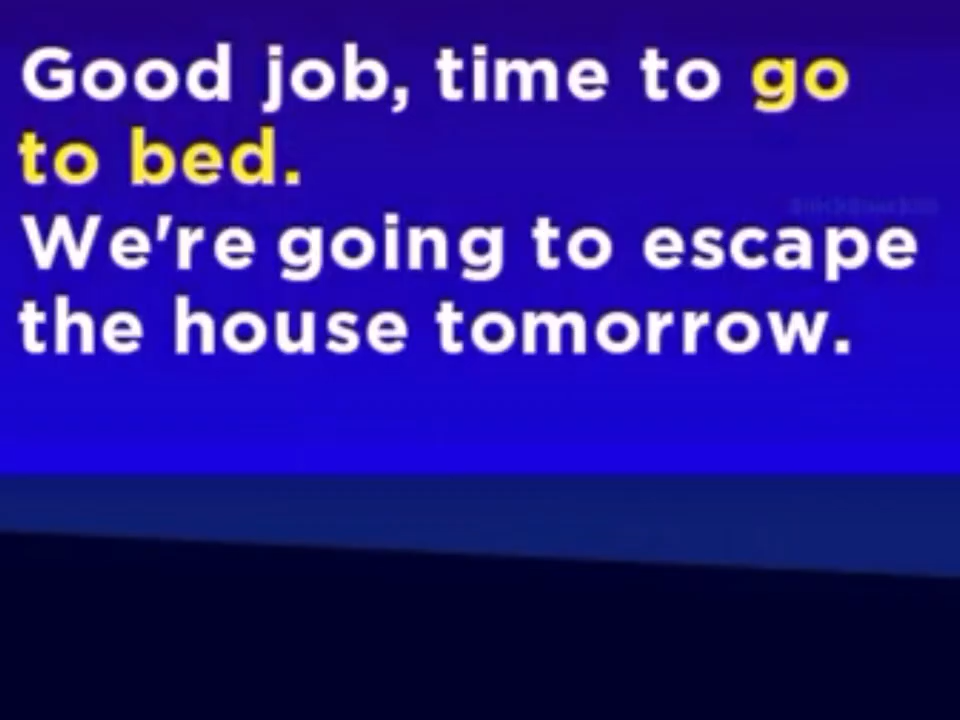 Good job, time to go
to bed.
We're going to escape
the house tomorrow.